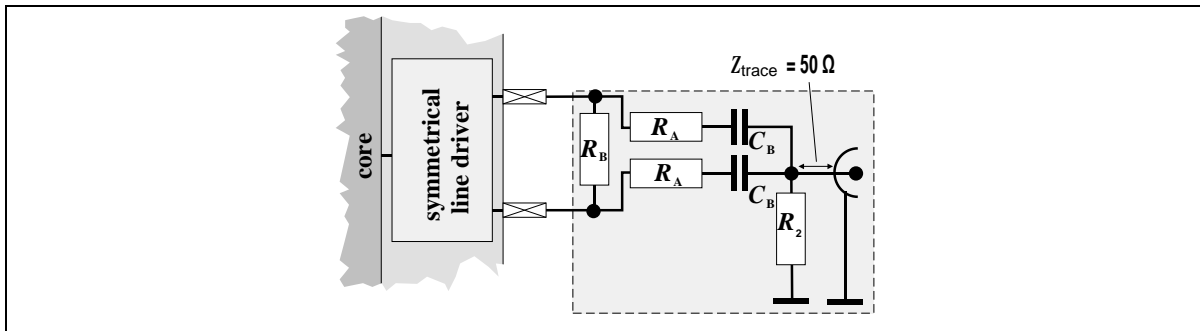 core
symmetrical
line driver
R_B
R_A
C_B
R_A
C_B
R_2
Z_trace = 50 Ω